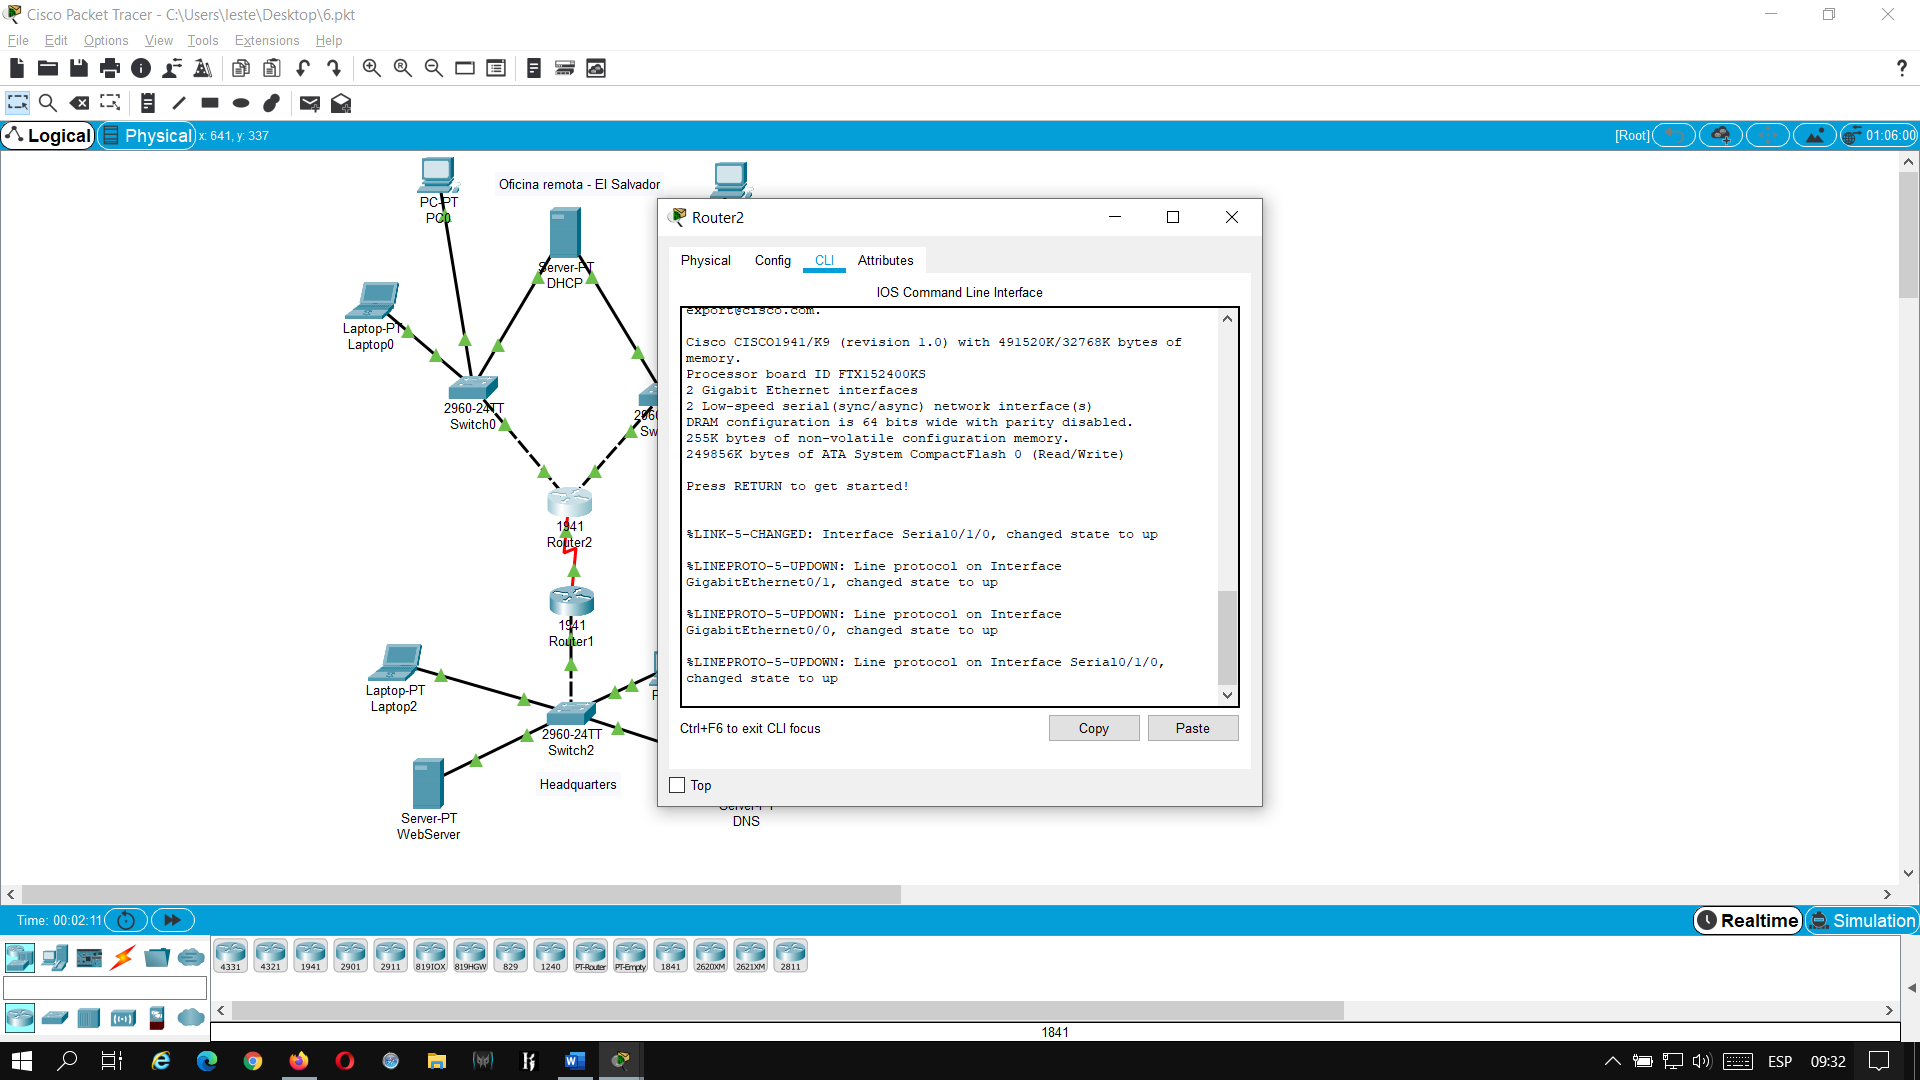 Cisco Packet Tracer - C:\Users\leste\Desktop\6.pkt
File Edit Options View Tools Extensions Help
Logical Physical x: 641, y: 337 [Root] 01:06:00
Oficina remota - El Salvador
PC-PT
PC0
Server-PT
DHCP
Laptop-PT
Laptop0
2960-24TT
Switch0
2960
Sw
1941
Router2
1941
Router1
Laptop-PT
Laptop2
P
2960-24TT
Switch2
Headquarters
Server-PT
WebServer
Server-PT
DNS
Router2
Physical Config CLI Attributes
IOS Command Line Interface
export@cisco.com.
Cisco CISCO1941/K9 (revision 1.0) with 491520K/32768K bytes of
memory.
Processor board ID FTX152400KS
2 Gigabit Ethernet interfaces
2 Low-speed serial(sync/async) network interface(s)
DRAM configuration is 64 bits wide with parity disabled.
255K bytes of non-volatile configuration memory.
249856K bytes of ATA System CompactFlash 0 (Read/Write)
Press RETURN to get started!
%LINK-5-CHANGED: Interface Serial0/1/0, changed state to up
%LINEPROTO-5-UPDOWN: Line protocol on Interface
GigabitEthernet0/1, changed state to up
%LINEPROTO-5-UPDOWN: Line protocol on Interface
GigabitEthernet0/0, changed state to up
%LINEPROTO-5-UPDOWN: Line protocol on Interface Serial0/1/0,
changed state to up
Ctrl+F6 to exit CLI focus
Copy
Paste
Top
Time: 00:02:11 Realtime Simulation
4331 4321 1941 2901 2911 819IOX 819HGW 829 1240 PT-Router PT-Empty 1841 2620XM 2621XM 2811
1841
ESP 09:32